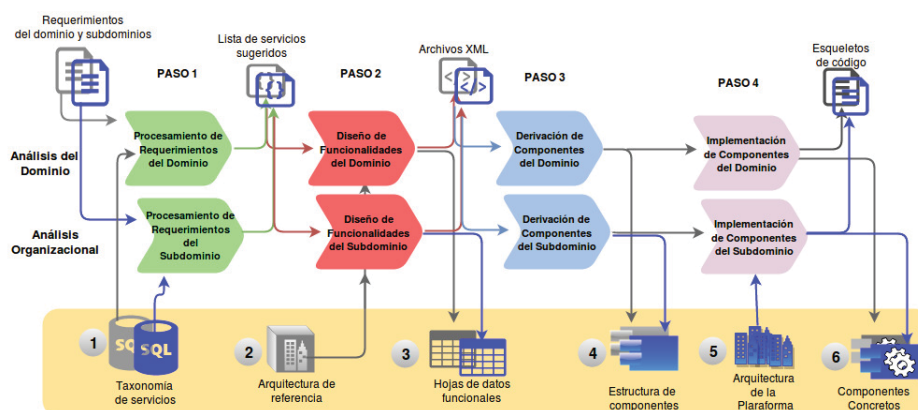 Requerimientos
del dominio y subdominios
Lista de servicios
sugeridos
Archivos XML
Esqueletos
de código
PASO 1
PASO 2
PASO 3
PASO 4
Análisis del
Dominio
Procesamiento de
Requerimientos
del Dominio
Diseño de
Funcionalidades
del Dominio
Derivación de
Componentes
del Dominio
Implementación
de Componentes
del Dominio
Análisis
Organizacional
Procesamiento de
Requerimientos
del
Subdominio
Diseño de
Funcionalidades
del Subdominio
Derivación de
Componentes
del Subdominio
Implementación
de Componentes
del Subdominio
1
SQL
SQL
Taxonomía
de servicios
2
Arquitectura de
referencia
3
Hojas de datos
funcionales
4
Estructura de
componentes
5
Arquitectura
de la
Plaraforma
6
Componentes
Concretos